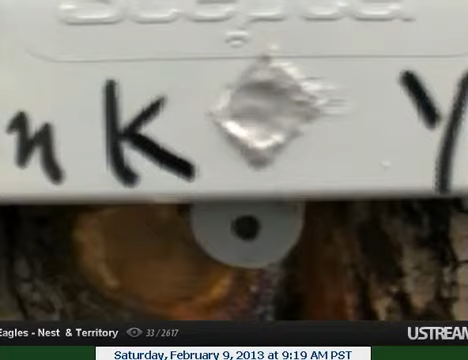 nk Y
Eagles - Nest & Territory 33 / 2617 USTREAM
Saturday, February 9, 2013 at 9:19 AM PST